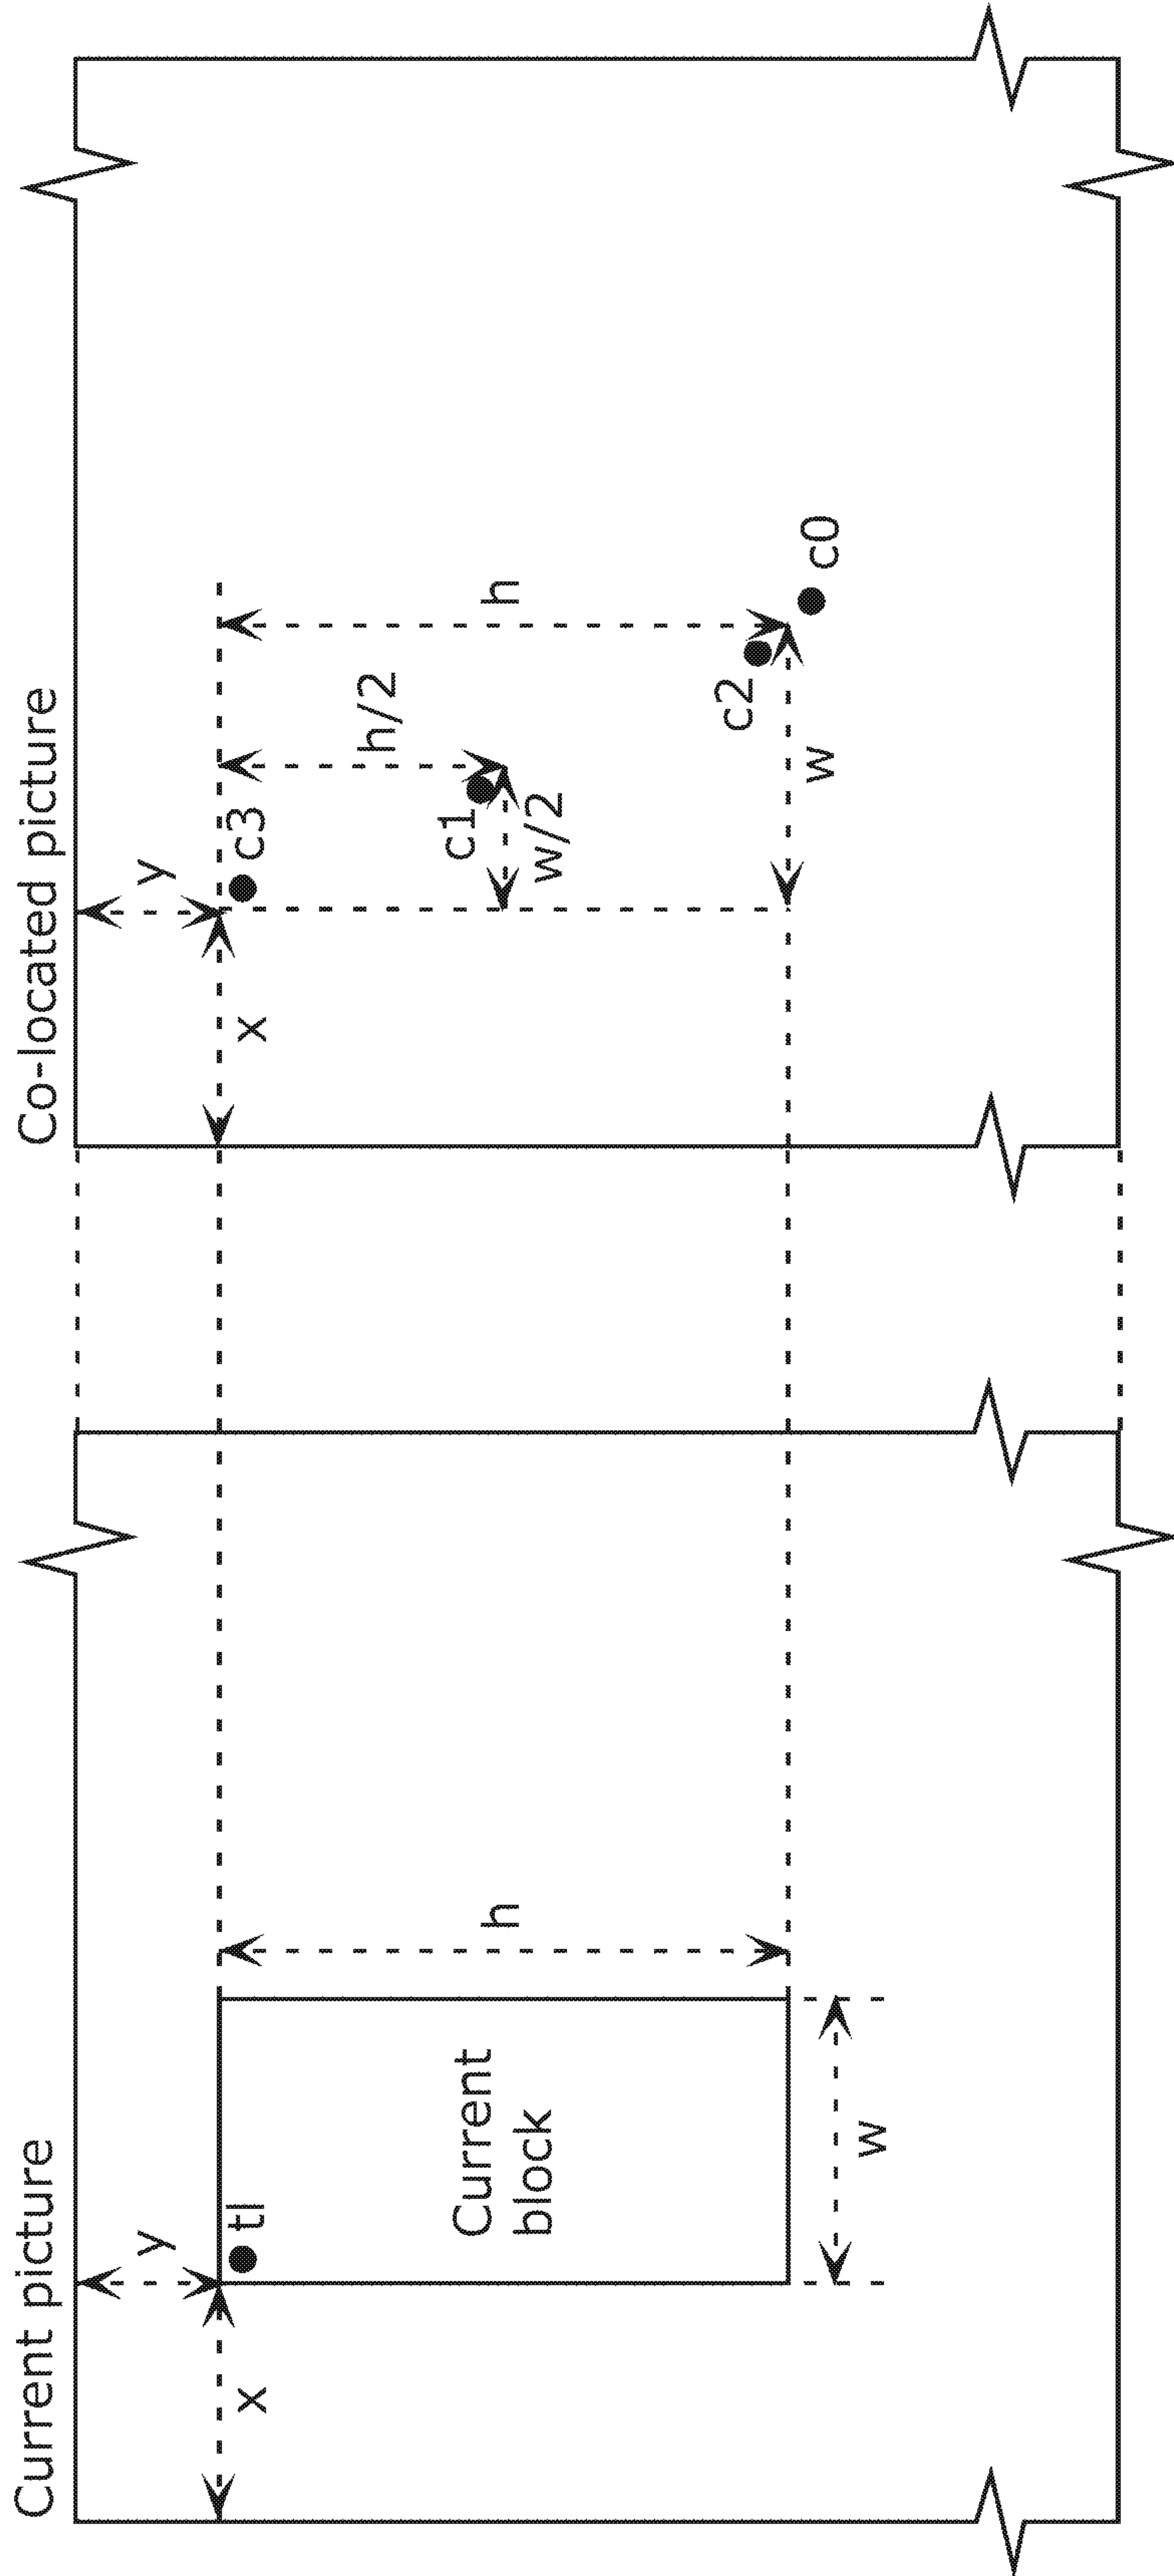 Current picture
y
x
tl
Current
block
h
w
Co-located picture
y
x
c3
h/2
h
c1
w/2
c2
w
c0